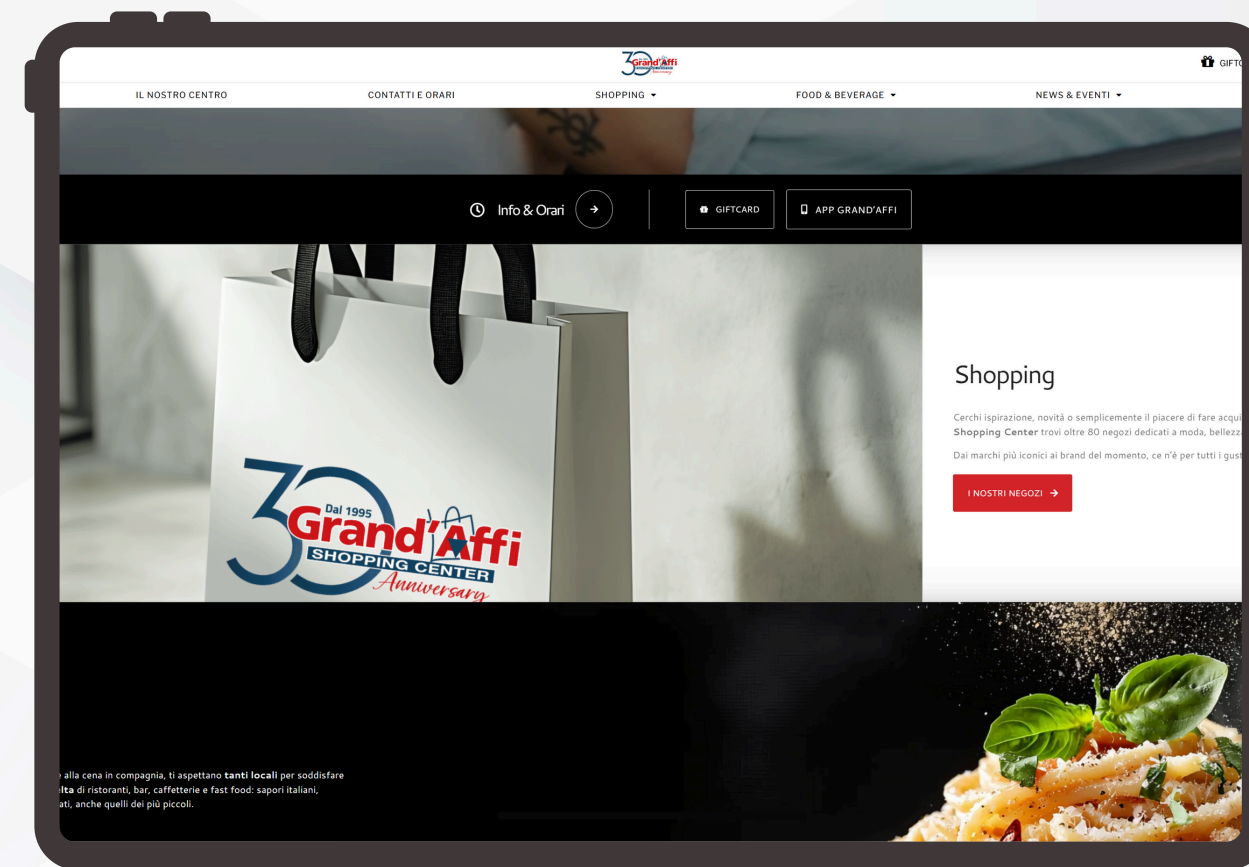 30
Grand'Affi
GIFTC
IL NOSTRO CENTRO
CONTATTI E ORARI
SHOPPING
FOOD & BEVERAGE
NEWS & EVENTI
Info & Orari
GIFTCARD
APP GRAND'AFFI
30
Dal 1995
Grand'Affi
SHOPPING CENTER
Anniversary
Shopping
Cerchi ispirazione, novità o semplicemente il piacere di fare acqui
Shopping Center trovi oltre 80 negozi dedicati a moda, bellezz
Dai marchi più iconici ai brand del momento, ce n'è per tutti i gust
I NOSTRI NEGOZI
e alla cena in compagnia, ti aspettano tanti locali per soddisfare
lta di ristoranti, bar, caffetterie e fast food: sapori italiani,
ati, anche quelli dei più piccoli.